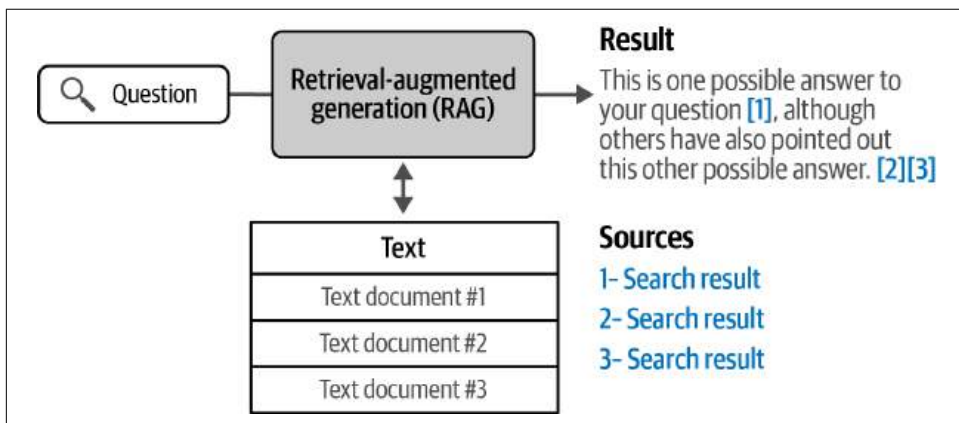 Question
Retrieval-augmented
generation (RAG)
Result
This is one possible answer to
your question [1], although
others have also pointed out
this other possible answer. [2][3]
Text
Text document #1
Text document #2
Text document #3
Sources
1– Search result
2– Search result
3– Search result